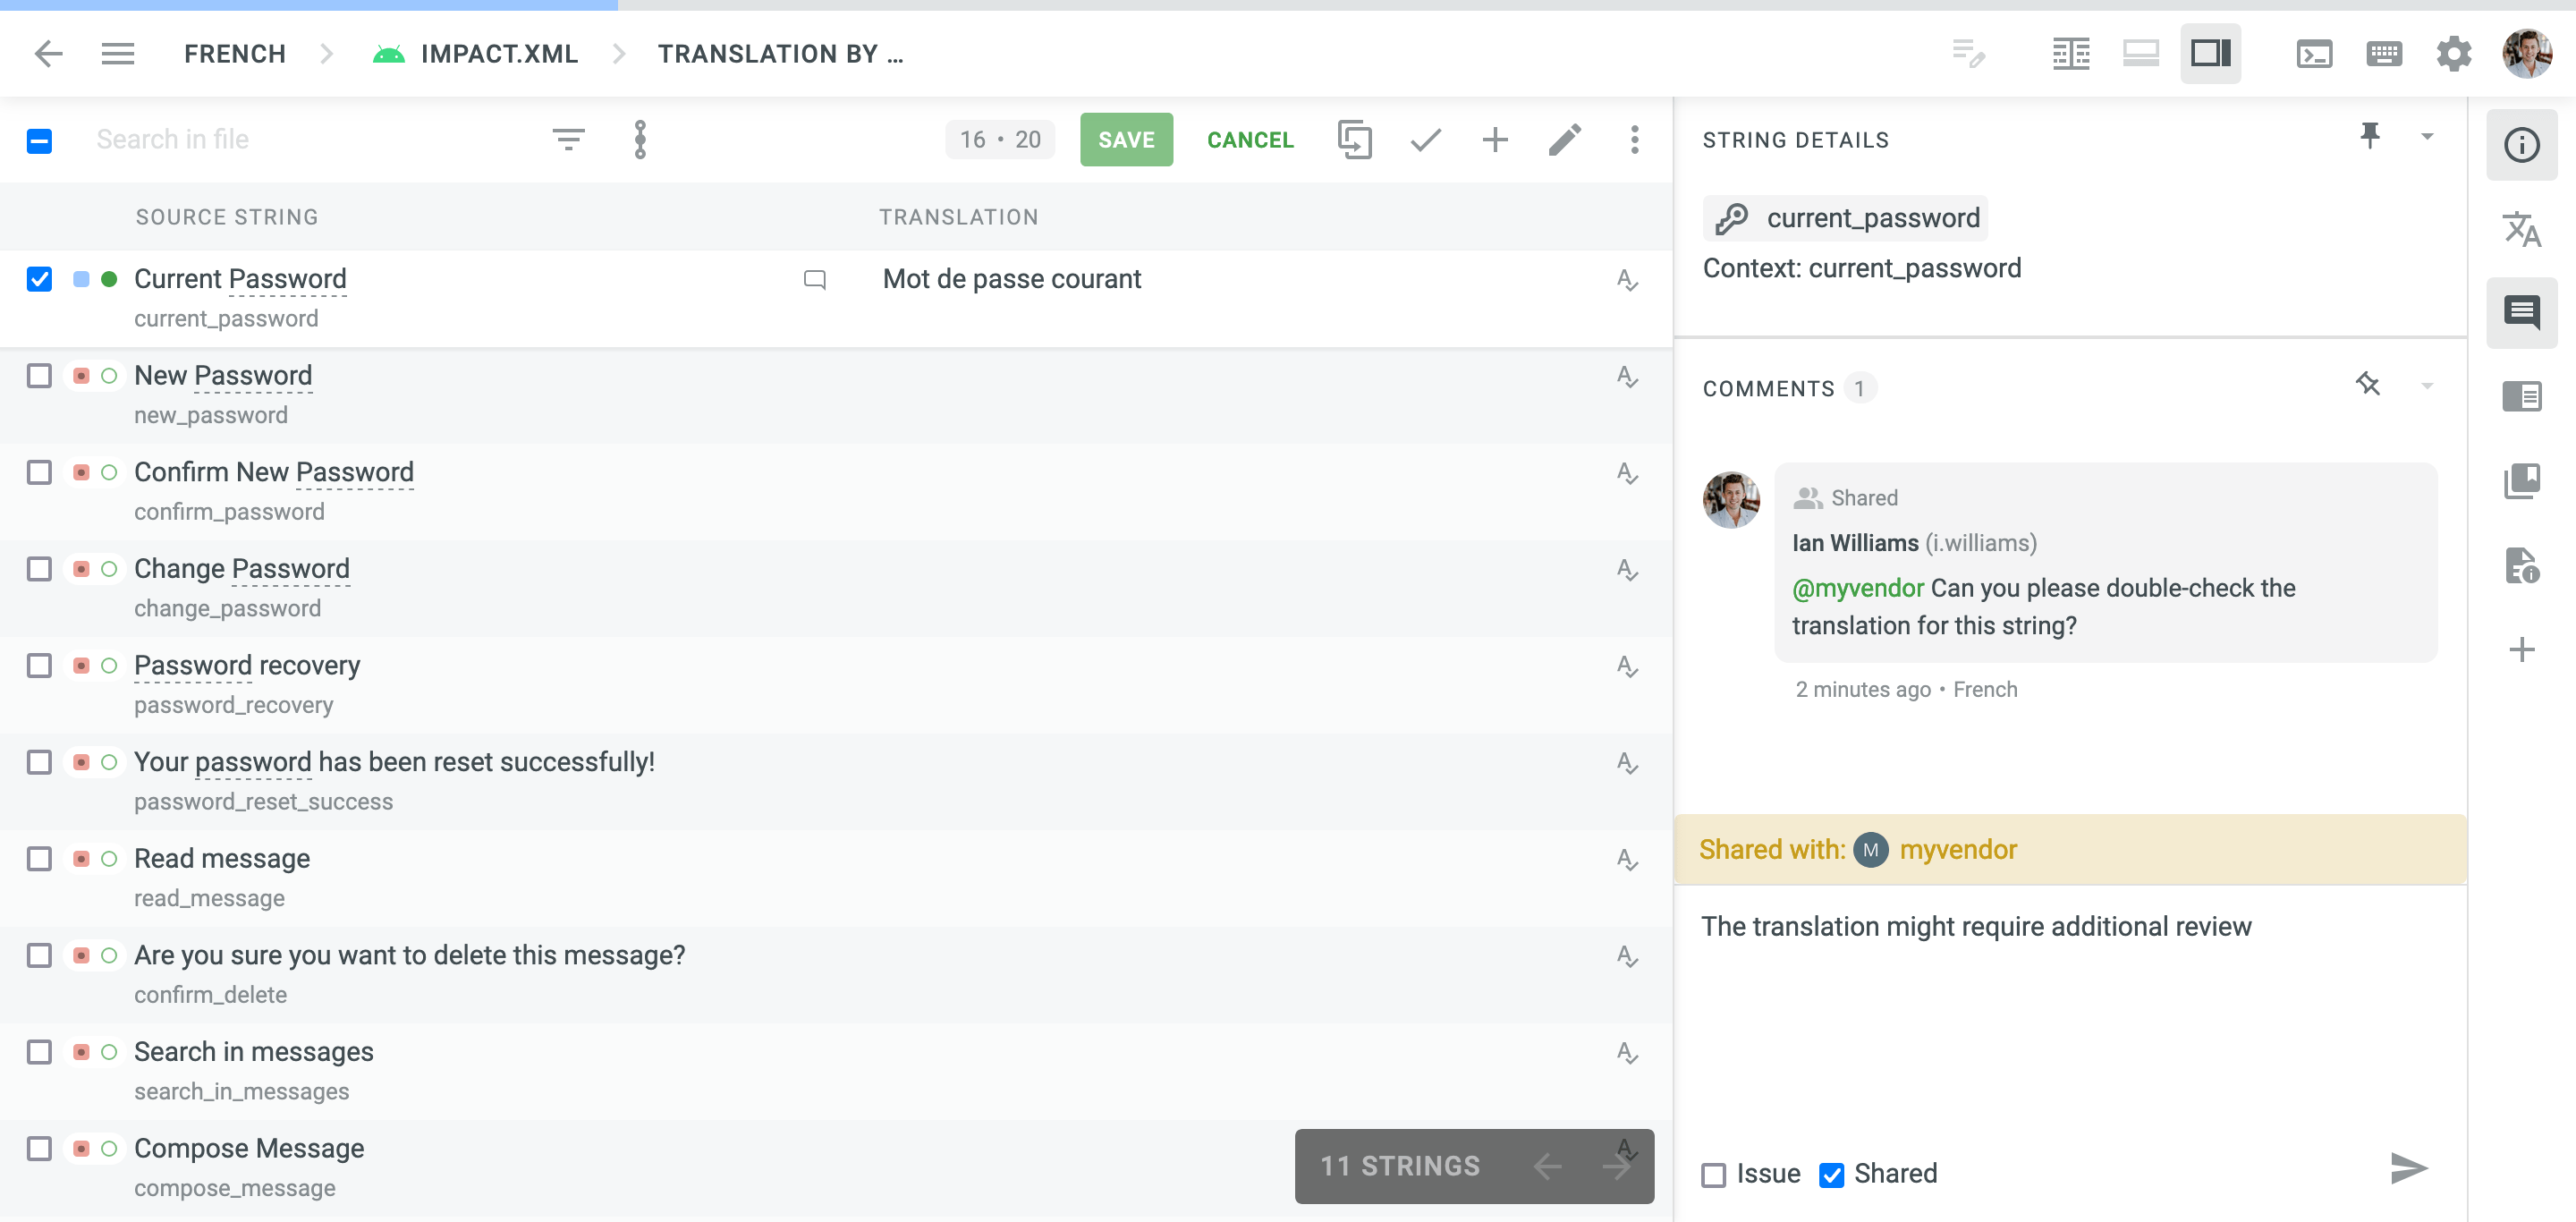 FRENCH
IMPACT.XML
TRANSLATION BY ...
Search in file
16 • 20
SAVE
CANCEL
SOURCE STRING
TRANSLATION
Current Password
Mot de passe courant
current_password
New Password
new_password
Confirm New Password
confirm_password
Change Password
change_password
Password recovery
password_recovery
Your password has been reset successfully!
password_reset_success
Read message
read_message
Are you sure you want to delete this message?
confirm_delete
Search in messages
search_in_messages
Compose Message
compose_message
11 STRINGS
STRING DETAILS
current_password
Context: current_password
COMMENTS 1
Shared
Ian Williams (i.williams)
@myvendor Can you please double-check the
translation for this string?
2 minutes ago • French
Shared with: M myvendor
The translation might require additional review
Issue
Shared